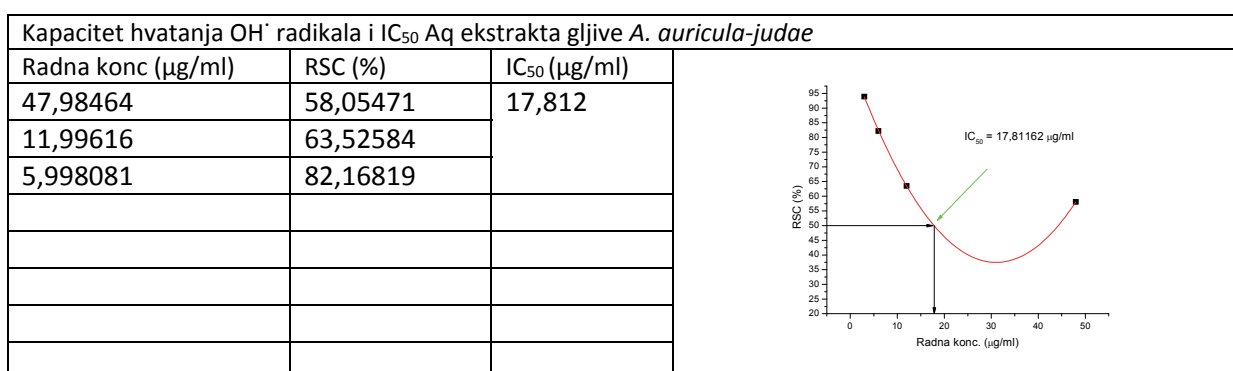 Kapacitet hvatanja OH˙ radikala i IC₅₀ Aq ekstrakta gljive A. auricula-judae
Radna konc (µg/ml) RSC (%) IC₅₀ (µg/ml)
47,98464 58,05471 17,812
11,99616 63,52584
5,998081 82,16819
95
90
85
80
75
70
65
60
55
50
45
40
35
30
25
20
RSC (%)
IC₅₀ = 17,81162 µg/ml
0 10 20 30 40 50
Radna konc. (µg/ml)